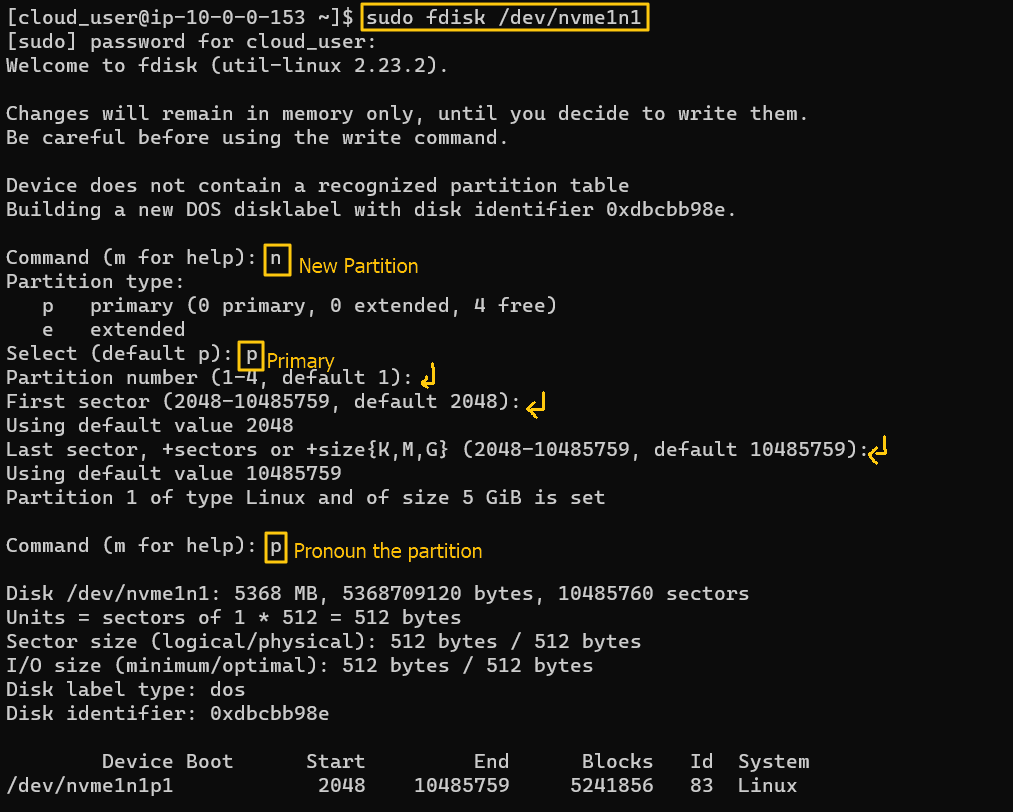 [cloud_user@ip-10-0-0-153 ~]$ sudo fdisk /dev/nvme1n1
[sudo] password for cloud_user:
Welcome to fdisk (util-linux 2.23.2).
Changes will remain in memory only, until you decide to write them.
Be careful before using the write command.
Device does not contain a recognized partition table
Building a new DOS disklabel with disk identifier 0xdbcbb98e.
Command (m for help): n New Partition
Partition type:
   p   primary (0 primary, 0 extended, 4 free)
   e   extended
Select (default p): p Primary
Partition number (1-4, default 1):
First sector (2048-10485759, default 2048):
Using default value 2048
Last sector, +sectors or +size{K,M,G} (2048-10485759, default 10485759):
Using default value 10485759
Partition 1 of type Linux and of size 5 GiB is set
Command (m for help): p Pronoun the partition
Disk /dev/nvme1n1: 5368 MB, 5368709120 bytes, 10485760 sectors
Units = sectors of 1 * 512 = 512 bytes
Sector size (logical/physical): 512 bytes / 512 bytes
I/O size (minimum/optimal): 512 bytes / 512 bytes
Disk label type: dos
Disk identifier: 0xdbcbb98e
        Device Boot      Start         End      Blocks   Id  System
/dev/nvme1n1p1            2048    10485759     5241856   83  Linux